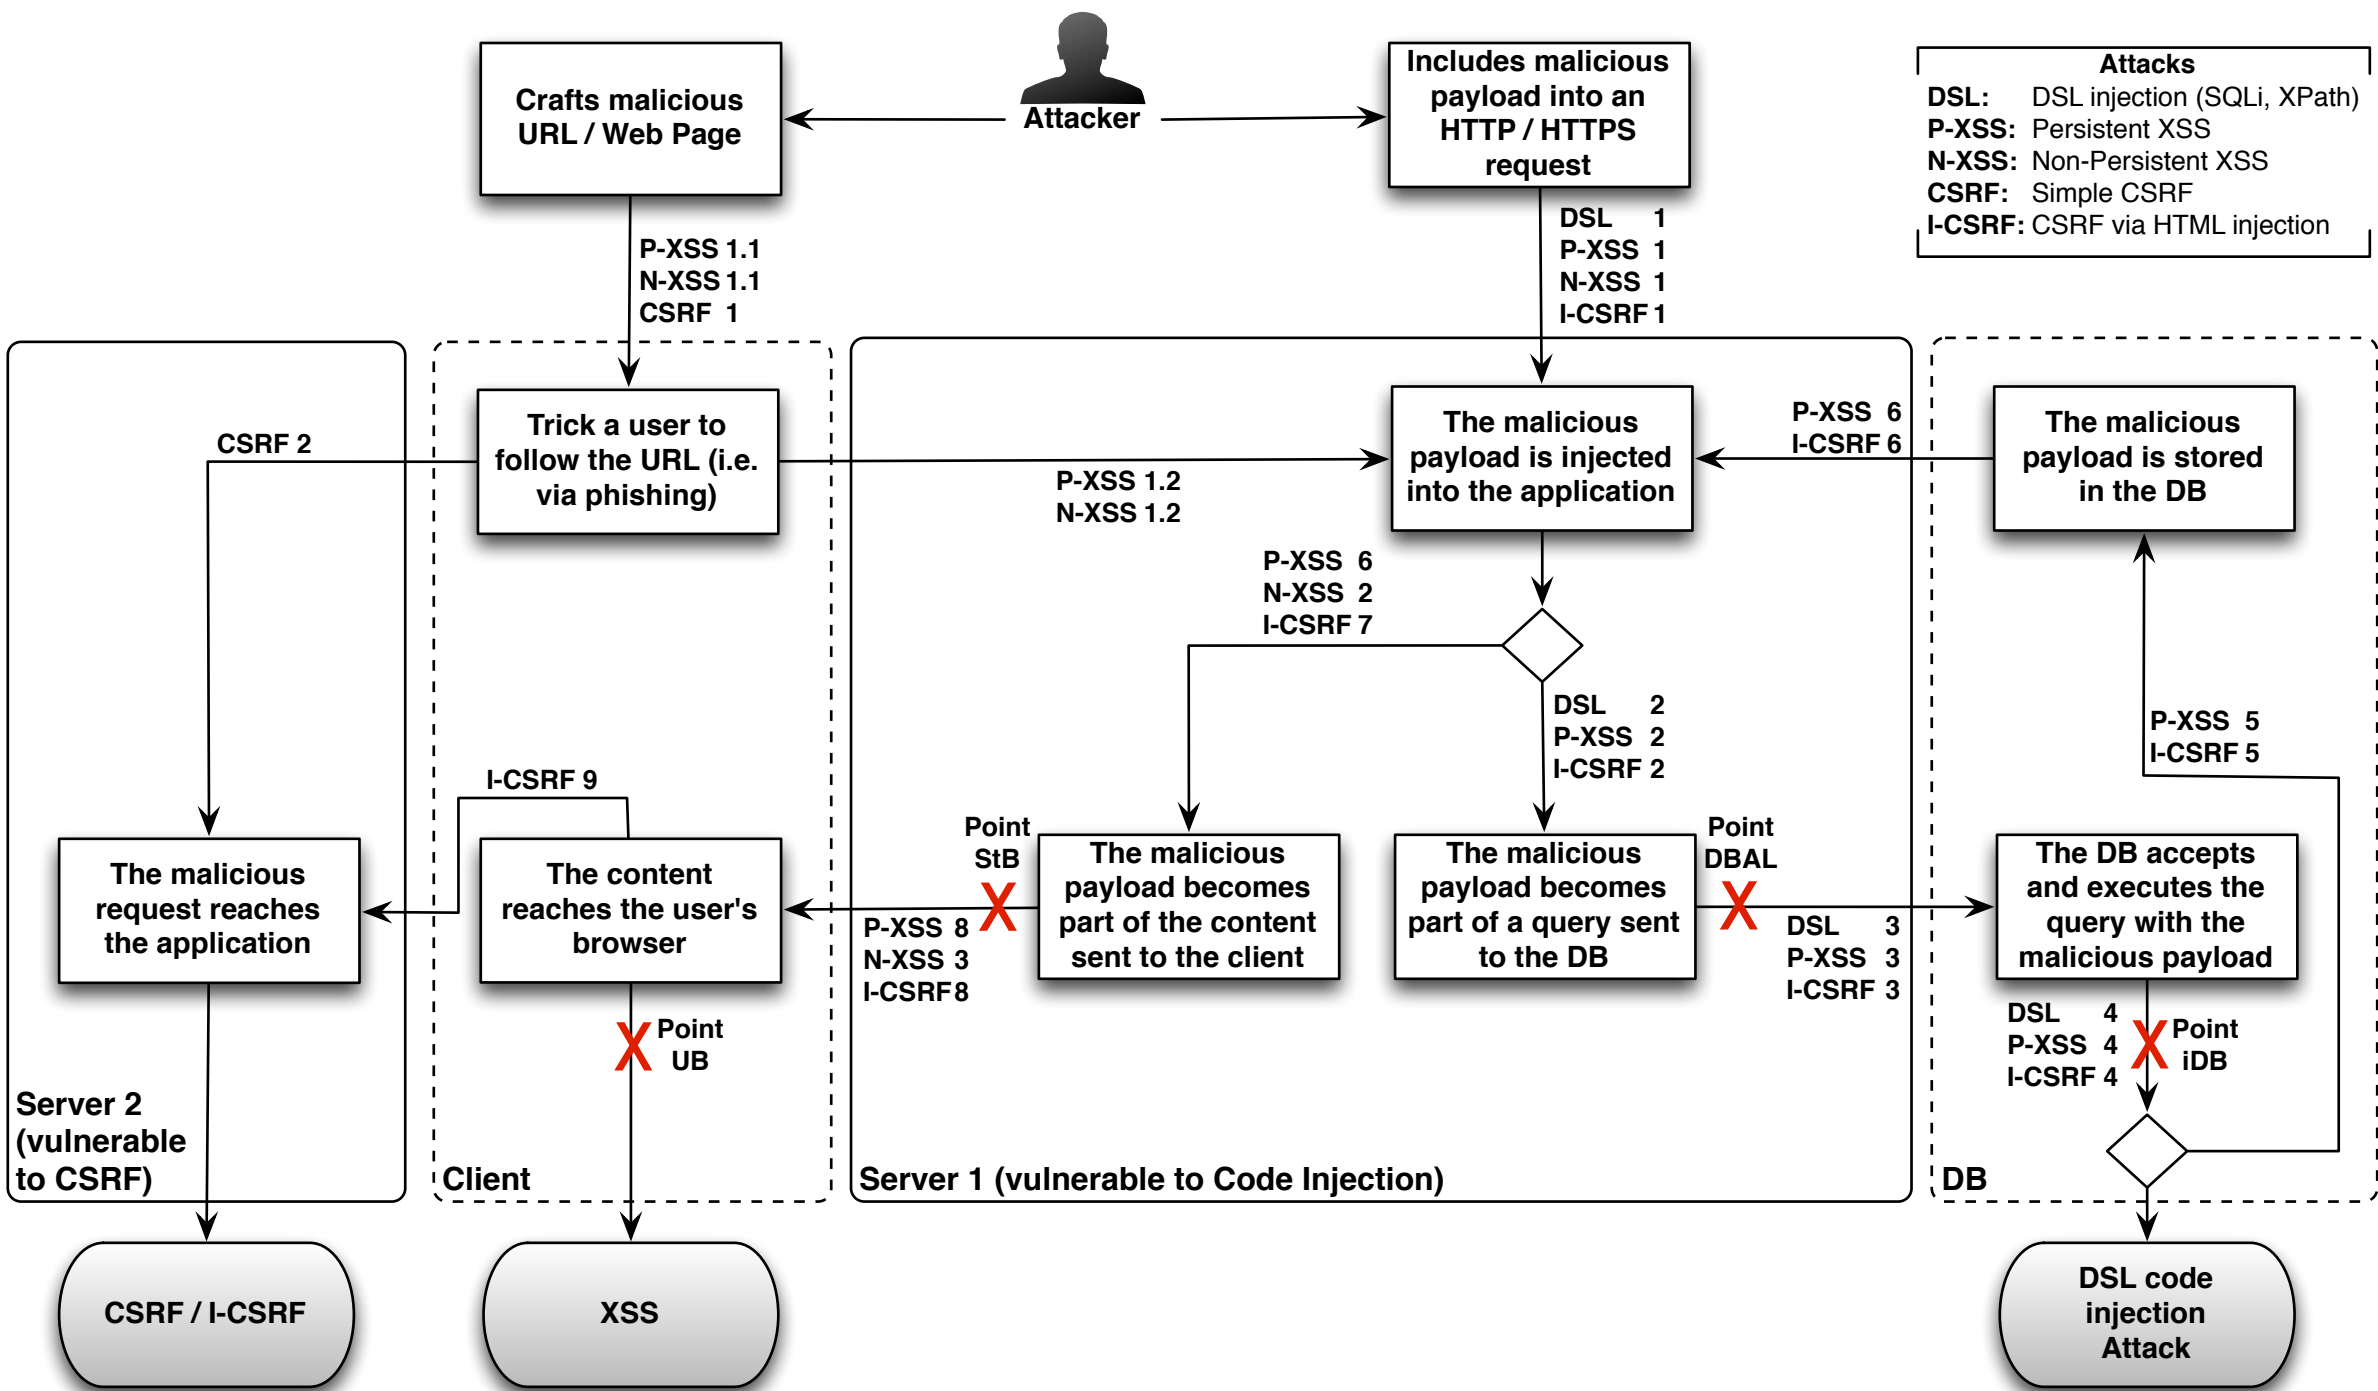 Attacker
Crafts malicious
URL / Web Page
Includes malicious
payload into an
HTTP / HTTPS
request
Attacks
DSL: DSL injection (SQLi, XPath)
P-XSS: Persistent XSS
N-XSS: Non-Persistent XSS
CSRF: Simple CSRF
I-CSRF: CSRF via HTML injection
P-XSS 1.1
N-XSS 1.1
CSRF 1
DSL 1
P-XSS 1
N-XSS 1
I-CSRF 1
CSRF 2
Trick a user to
follow the URL (i.e.
via phishing)
P-XSS 1.2
N-XSS 1.2
The malicious
payload is injected
into the application
P-XSS 6
I-CSRF 6
The malicious
payload is stored
in the DB
P-XSS 6
N-XSS 2
I-CSRF 7
DSL 2
P-XSS 2
I-CSRF 2
P-XSS 5
I-CSRF 5
I-CSRF 9
The malicious
request reaches
the application
The content
reaches the user's
browser
Point
StB
P-XSS 8
N-XSS 3
I-CSRF 8
The malicious
payload becomes
part of the content
sent to the client
The malicious
payload becomes
part of a query sent
to the DB
Point
DBAL
DSL 3
P-XSS 3
I-CSRF 3
The DB accepts
and executes the
query with the
malicious payload
DSL 4
P-XSS 4
I-CSRF 4
Point
iDB
Point
UB
Server 2
(vulnerable
to CSRF)
Client
Server 1 (vulnerable to Code Injection)
DB
CSRF / I-CSRF
XSS
DSL code
injection
Attack